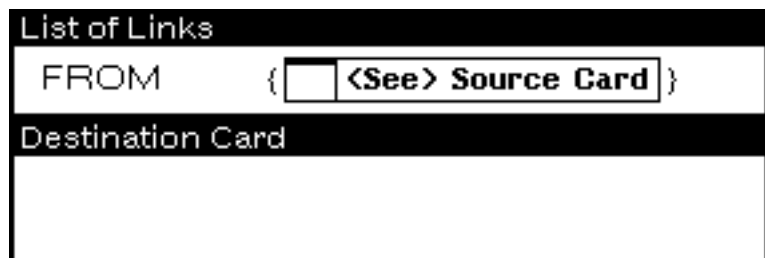 List of Links
FROM { <See> Source Card }
Destination Card